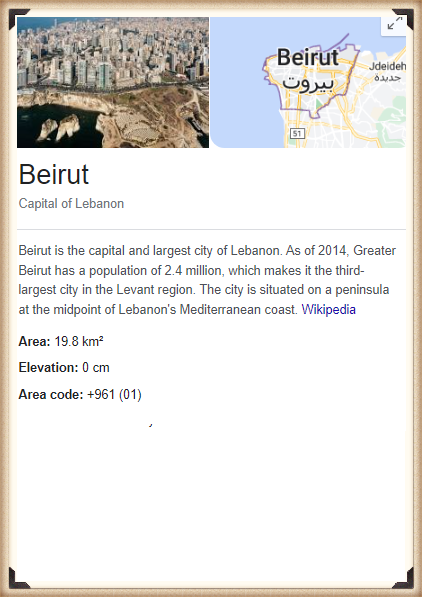 Beirut
بيروت
Jdeideh
جديدة
51
Beirut
Capital of Lebanon
Beirut is the capital and largest city of Lebanon. As of 2014, Greater
Beirut has a population of 2.4 million, which makes it the third-
largest city in the Levant region. The city is situated on a peninsula
at the midpoint of Lebanon's Mediterranean coast. Wikipedia
Area: 19.8 km²
Elevation: 0 cm
Area code: +961 (01)